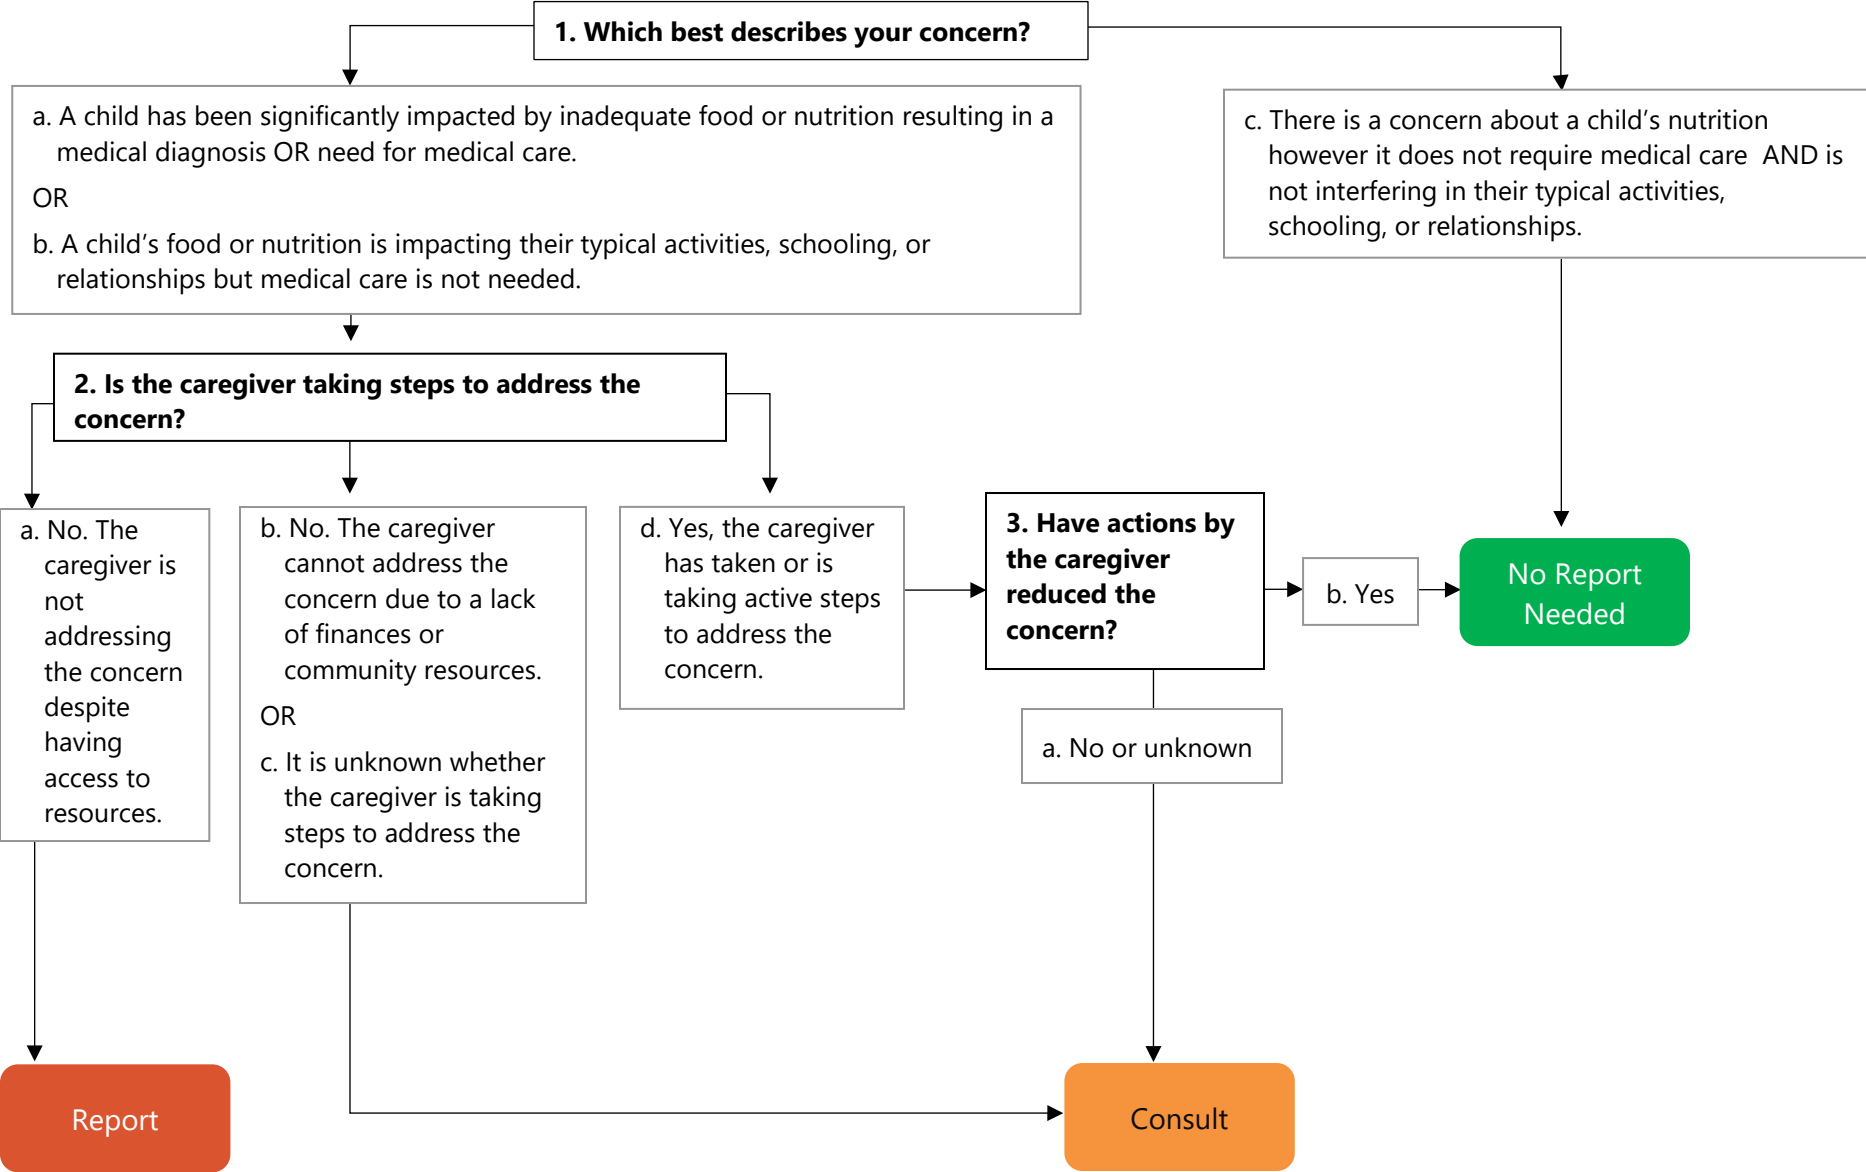 1. Which best describes your concern?
a. A child has been significantly impacted by inadequate food or nutrition resulting in a
medical diagnosis OR need for medical care.
OR
b. A child’s food or nutrition is impacting their typical activities, schooling, or
relationships but medical care is not needed.
c. There is a concern about a child’s nutrition
however it does not require medical care AND is
not interfering in their typical activities,
schooling, or relationships.
2. Is the caregiver taking steps to address the
concern?
a. No. The
caregiver is
not
addressing
the concern
despite
having
access to
resources.
b. No. The caregiver
cannot address the
concern due to a lack
of finances or
community resources.
OR
c. It is unknown whether
the caregiver is taking
steps to address the
concern.
d. Yes, the caregiver
has taken or is
taking active steps
to address the
concern.
3. Have actions by
the caregiver
reduced the
concern?
b. Yes
No Report
Needed
a. No or unknown
Report
Consult